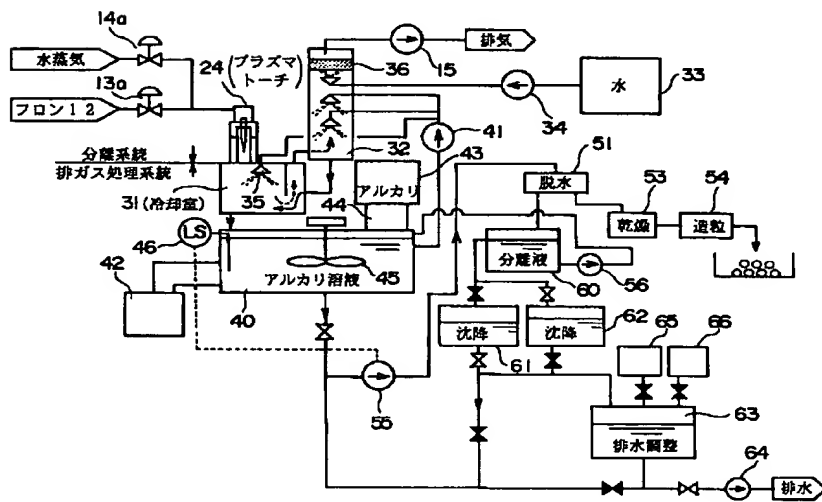 14a
水蒸気
13a
フロン12
24
(プラズマ
トーチ)
36
15
排気
水
33
34
41
32
43
分離系統
排ガス処理系統
31(冷却室)
35
アルカリ
44
51
脱水
53
乾燥
54
造粒
46
LS
42
45
アルカリ溶液
40
分離液
60
56
沈降
61
沈降
62
65
66
55
63
排水調整
64
排水